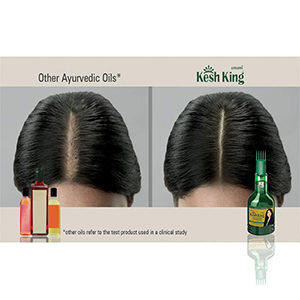 Other Ayurvedic Oils*
emami
Kesh King
*other oils refer to the test product used in a clinical study